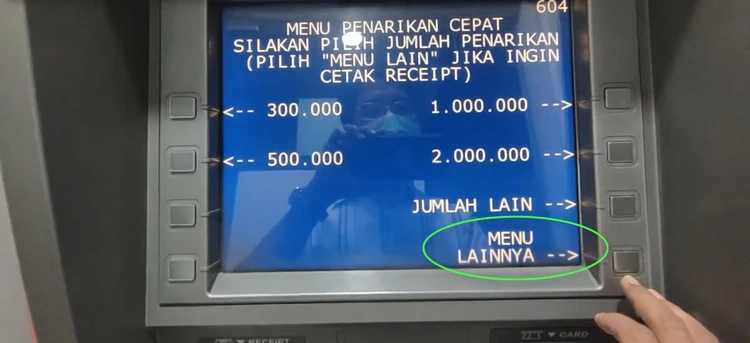 604
MENU PENARIKAN CEPAT
SILAKAN PILIH JUMLAH PENARIKAN
(PILIH "MENU LAIN" JIKA INGIN
CETAK RECEIPT)
<-- 300.000 1.000.000 -->
<-- 500.000 2.000.000 -->
JUMLAH LAIN -->
MENU
LAINNYA -->
RECEIPT
CARD